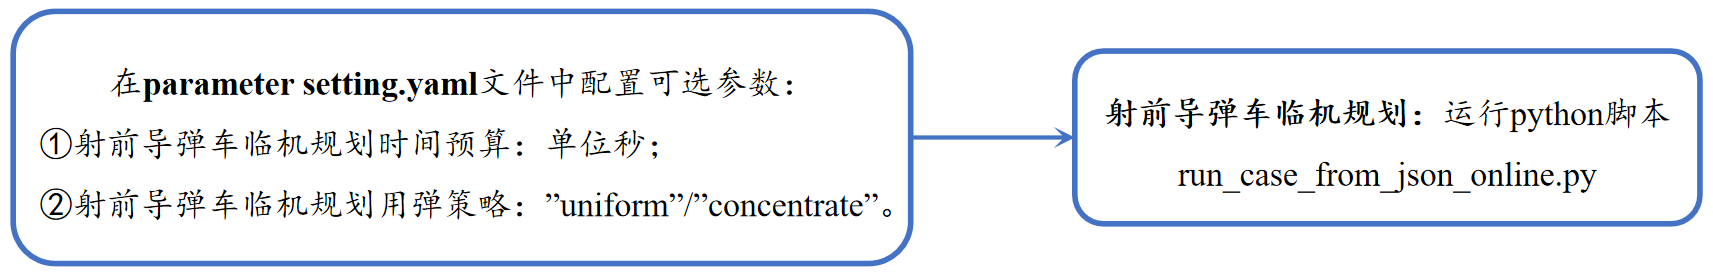 在parameter setting.yaml文件中配置可选参数：
①射前导弹车临机规划时间预算：单位秒；
②射前导弹车临机规划用弹策略：”uniform”/”concentrate”。
射前导弹车临机规划：运行python脚本
run_case_from_json_online.py